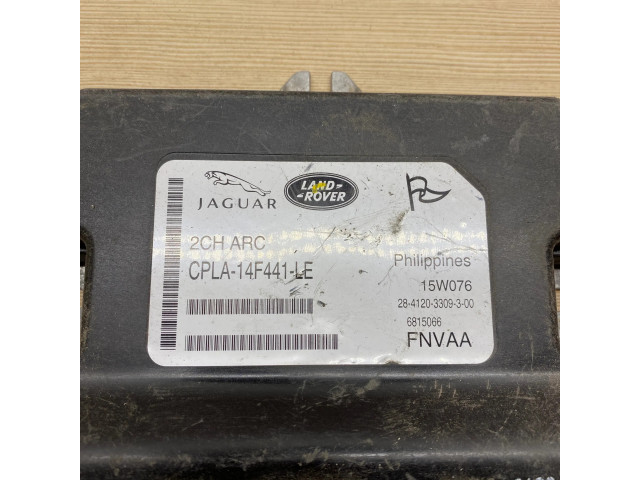 JAGUAR
LAND-
-ROVER
2CH ARC
CPLA-14F441-LE
Philippines
15W076
28-4120-3309-3-00
6815066
FNVAA